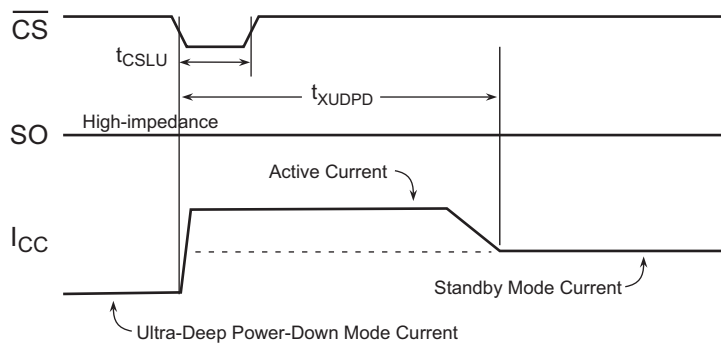 CS
tCSLU
tXUDPD
High-impedance
SO
Active Current
ICC
Standby Mode Current
Ultra-Deep Power-Down Mode Current